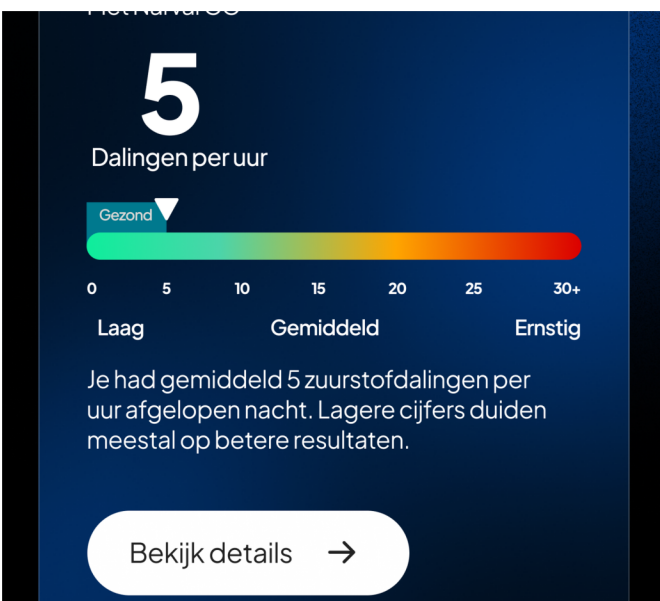 5
Dalingen per uur
Gezond
0 5 10 15 20 25 30+
Laag Gemiddeld Ernstig
Je had gemiddeld 5 zuurstofdalingen per
uur afgelopen nacht. Lagere cijfers duiden
meestal op betere resultaten.
Bekijk details →